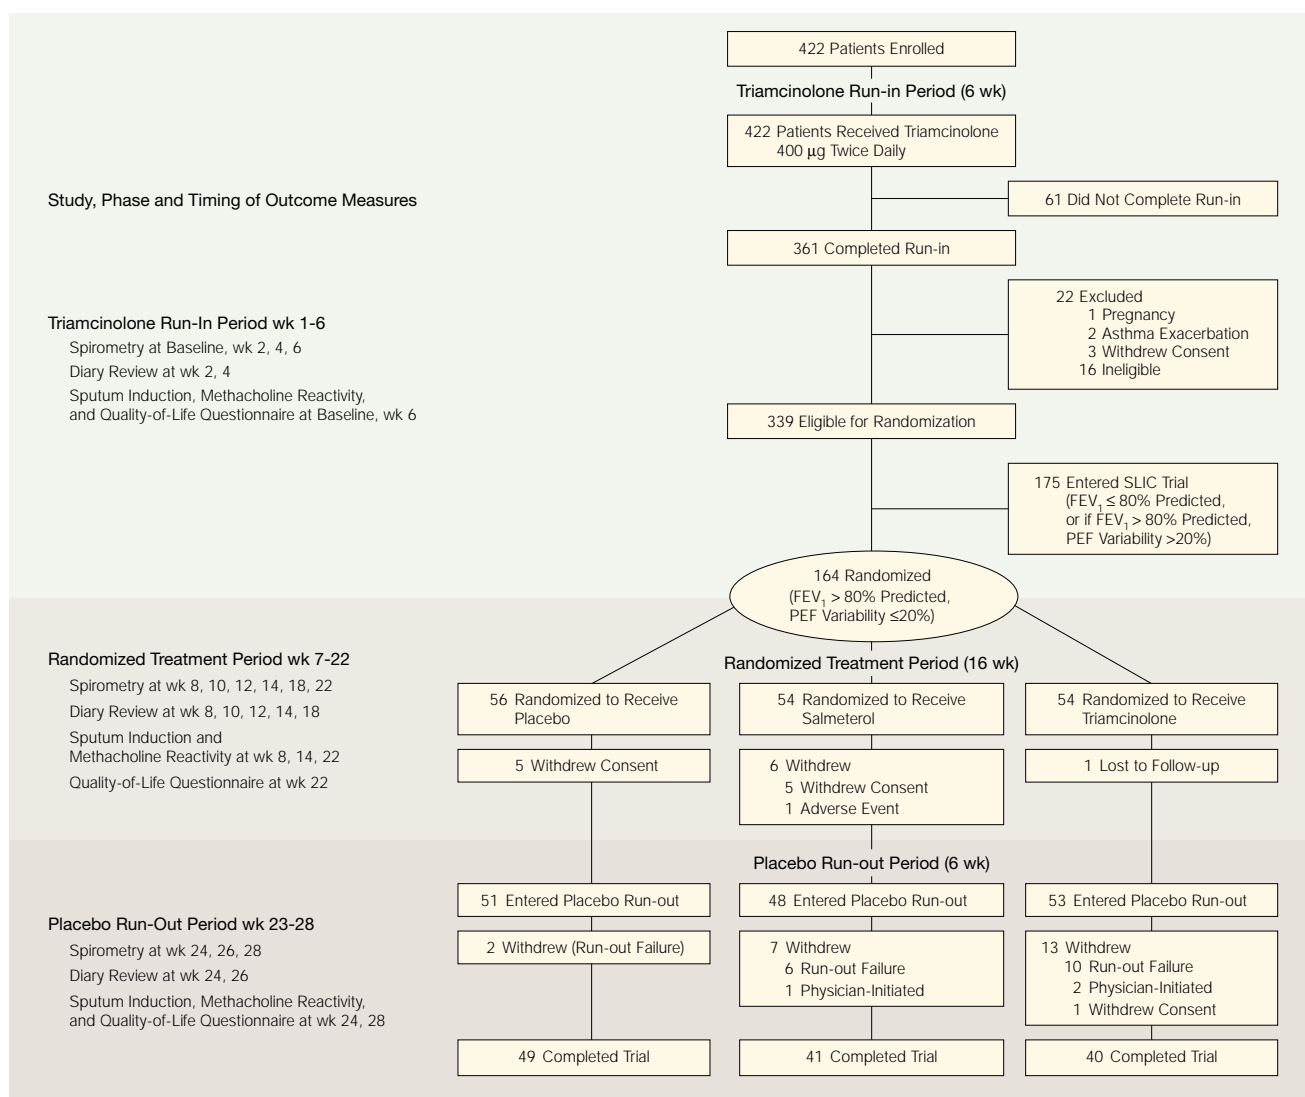 422 Patients Enrolled
Triamcinolone Run-in Period (6 wk)
422 Patients Received Triamcinolone
400 μg Twice Daily
Study, Phase and Timing of Outcome Measures
61 Did Not Complete Run-in
361 Completed Run-in
22 Excluded
1 Pregnancy
2 Asthma Exacerbation
3 Withdrew Consent
16 Ineligible
Triamcinolone Run-In Period wk 1-6
Spirometry at Baseline, wk 2, 4, 6
Diary Review at wk 2, 4
Sputum Induction, Methacholine Reactivity,
and Quality-of-Life Questionnaire at Baseline, wk 6
339 Eligible for Randomization
175 Entered SLIC Trial
(FEV1 ≤ 80% Predicted,
or if FEV1 > 80% Predicted,
PEF Variability >20%)
164 Randomized
(FEV1 > 80% Predicted,
PEF Variability ≤20%)
Randomized Treatment Period wk 7-22
Spirometry at wk 8, 10, 12, 14, 18, 22
Diary Review at wk 8, 10, 12, 14, 18
Sputum Induction and
Methacholine Reactivity at wk 8, 14, 22
Quality-of-Life Questionnaire at wk 22
Randomized Treatment Period (16 wk)
56 Randomized to Receive
Placebo
54 Randomized to Receive
Salmeterol
54 Randomized to Receive
Triamcinolone
5 Withdrew Consent
6 Withdrew
5 Withdrew Consent
1 Adverse Event
1 Lost to Follow-up
Placebo Run-out Period (6 wk)
51 Entered Placebo Run-out
48 Entered Placebo Run-out
53 Entered Placebo Run-out
Placebo Run-Out Period wk 23-28
Spirometry at wk 24, 26, 28
Diary Review at wk 24, 26
Sputum Induction, Methacholine Reactivity,
and Quality-of-Life Questionnaire at wk 24, 28
2 Withdrew (Run-out Failure)
7 Withdrew
6 Run-out Failure
1 Physician-Initiated
13 Withdrew
10 Run-out Failure
2 Physician-Initiated
1 Withdrew Consent
49 Completed Trial
41 Completed Trial
40 Completed Trial